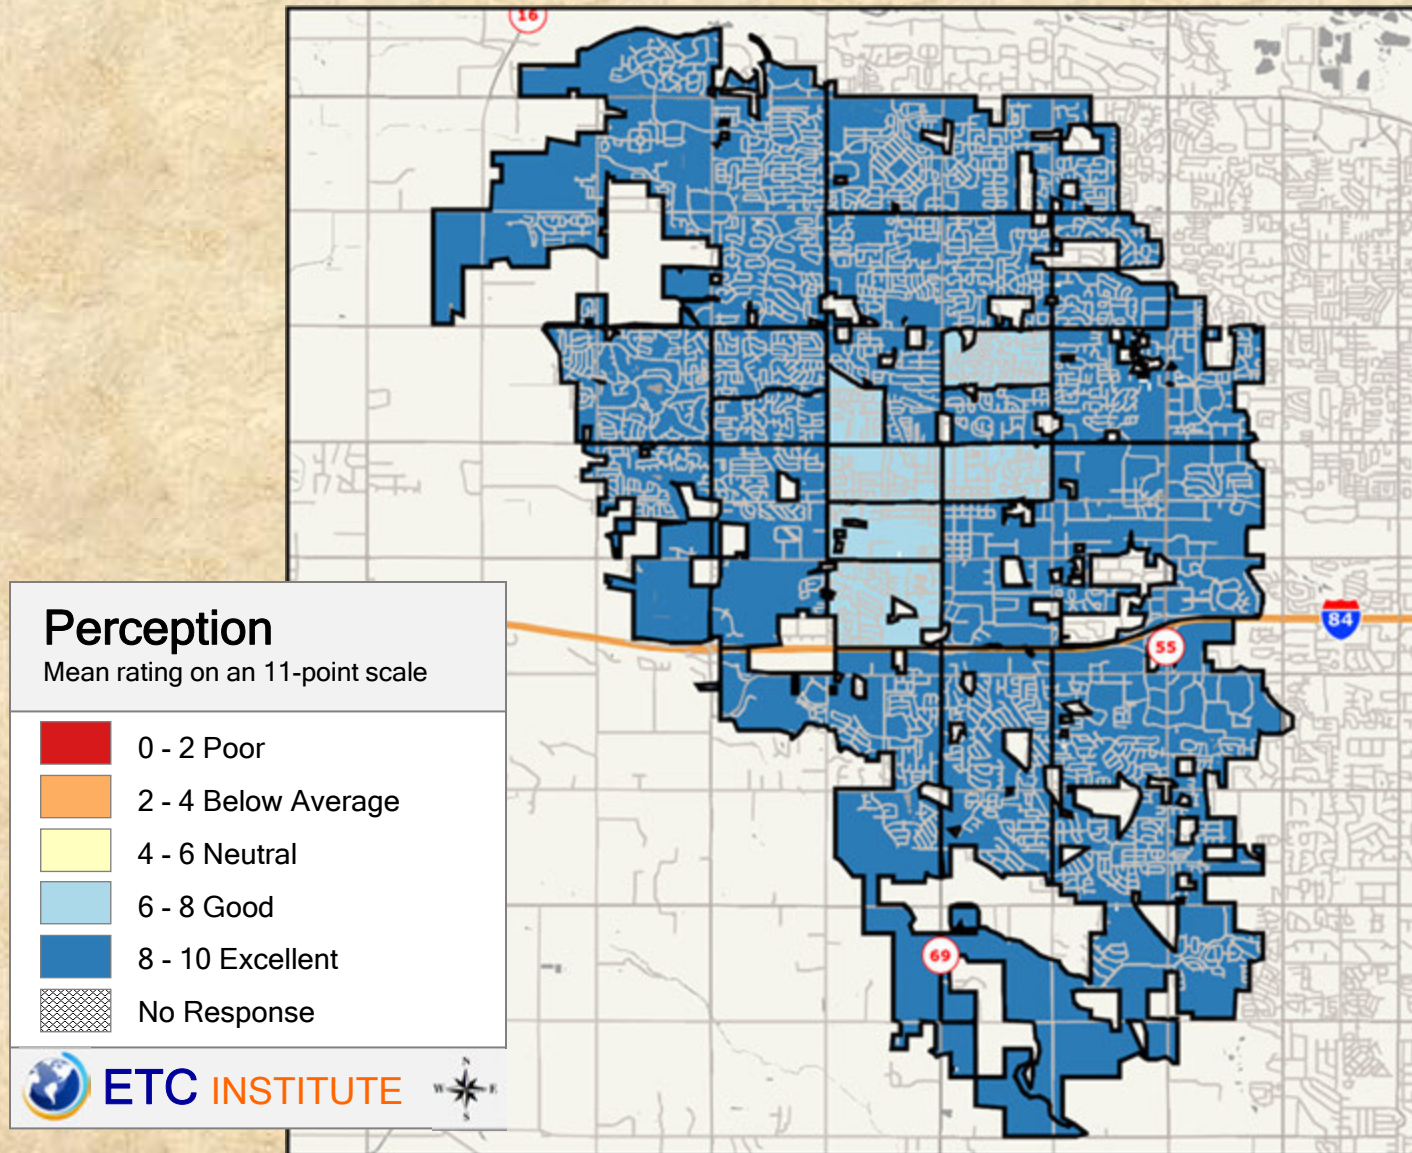 16
84
55
Perception
Mean rating on an 11-point scale
0 - 2 Poor
2 - 4 Below Average
4 - 6 Neutral
6 - 8 Good
8 - 10 Excellent
No Response
69
ETC INSTITUTE
N
W E
S